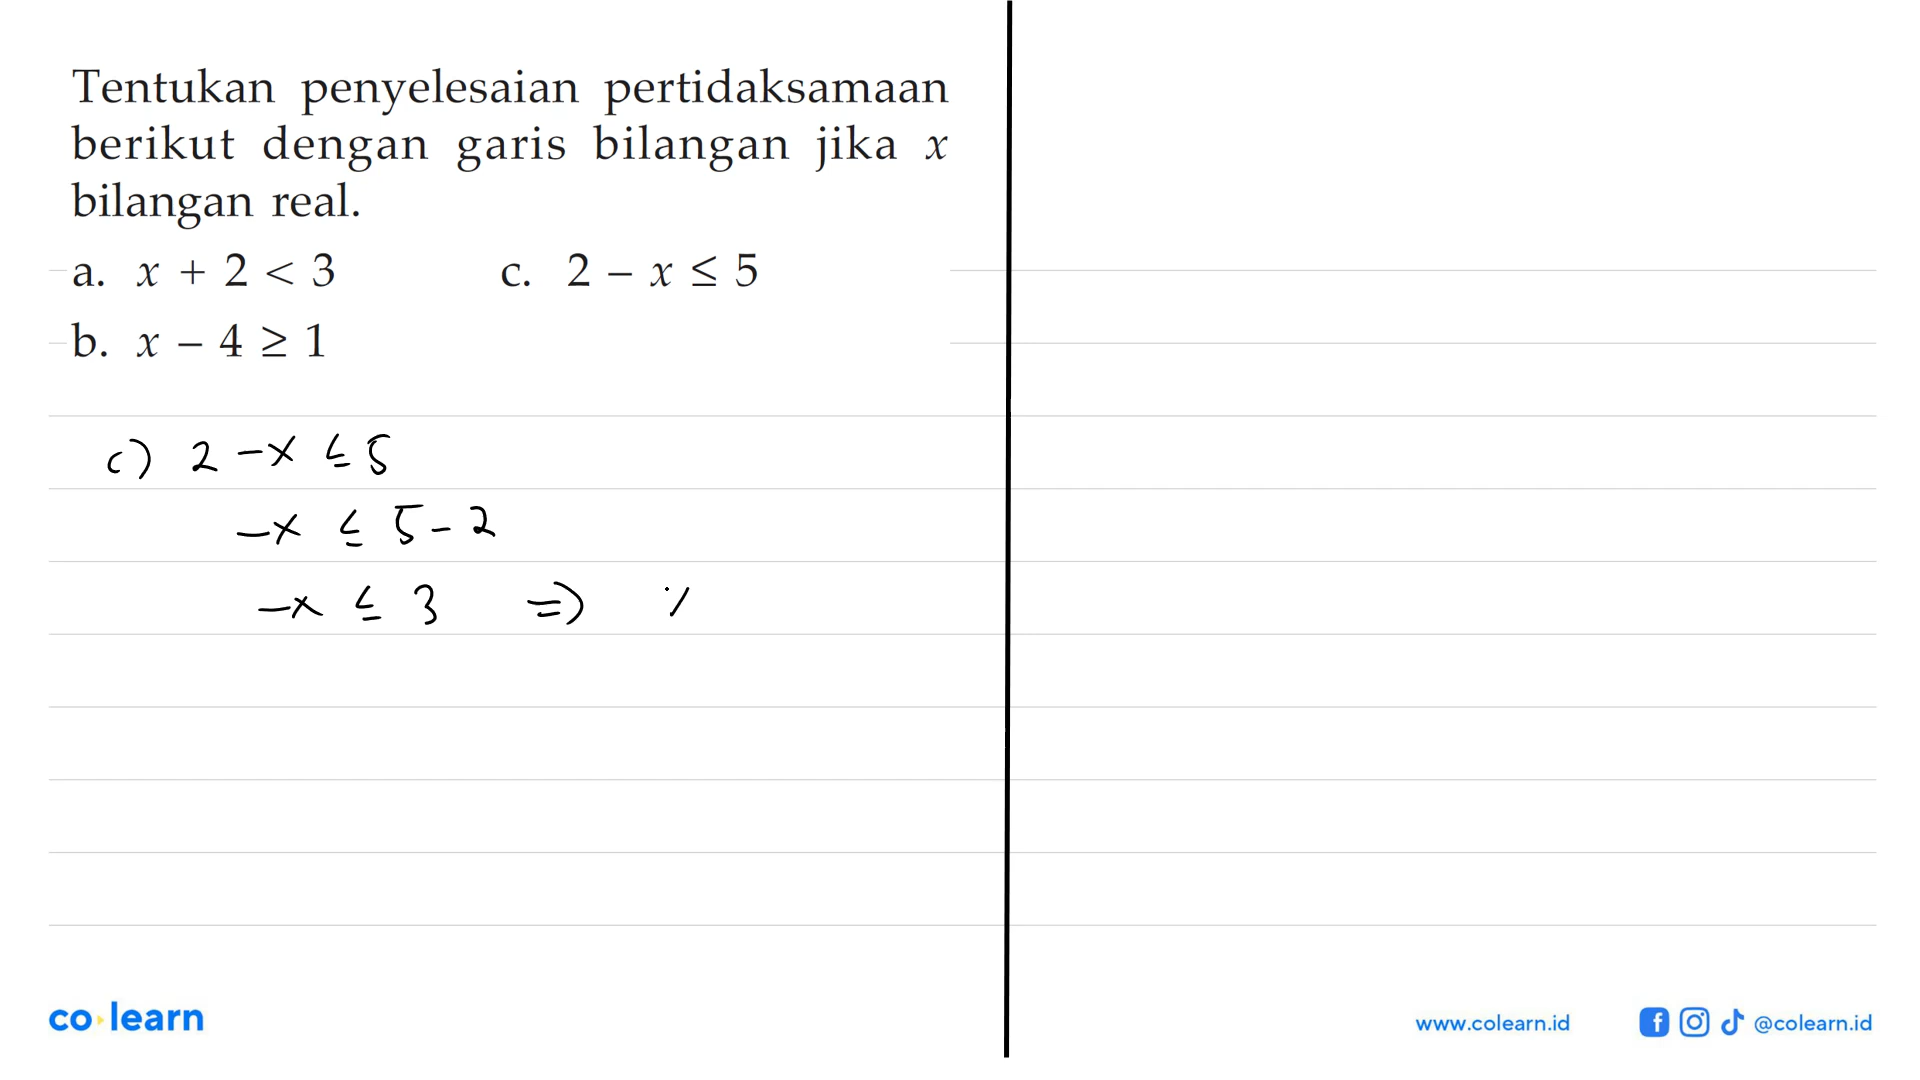 Tentukan penyelesaian pertidaksamaan
berikut dengan garis bilangan jika x
bilangan real.
a. x + 2 < 3
c. 2 – x ≤ 5
b. x – 4 ≥ 1
c) 2 -x ≤ 5
-x ≤ 5 - 2
-x ≤ 3 =>
co learn
www.colearn.id
@colearn.id